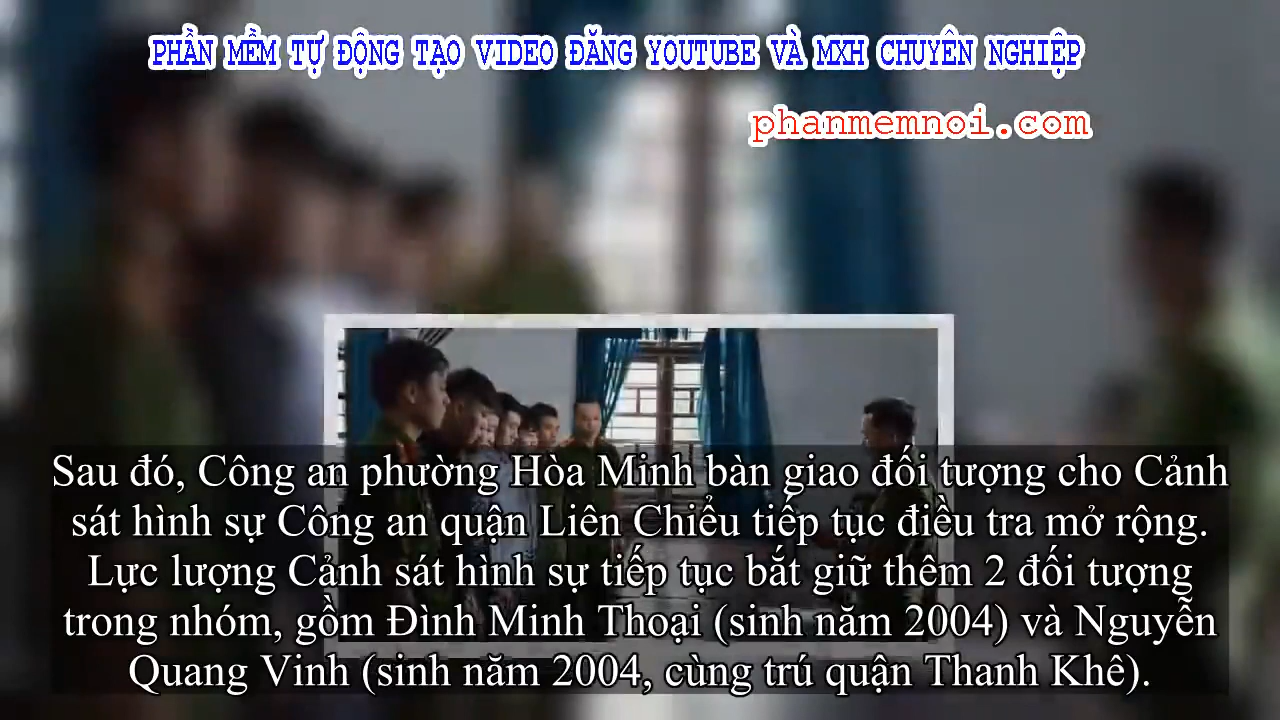 PHẦN MỀM TỰ ĐỘNG TẠO VIDEO ĐĂNG YOUTUBE VÀ MXH CHUYÊN NGHIỆP
phanmemnoi.com
Sau đó, Công an phường Hòa Minh bàn giao đối tượng cho Cảnh
sát hình sự Công an quận Liên Chiểu tiếp tục điều tra mở rộng.
Lực lượng Cảnh sát hình sự tiếp tục bắt giữ thêm 2 đối tượng
trong nhóm, gồm Đình Minh Thoại (sinh năm 2004) và Nguyễn
Quang Vinh (sinh năm 2004, cùng trú quận Thanh Khê).